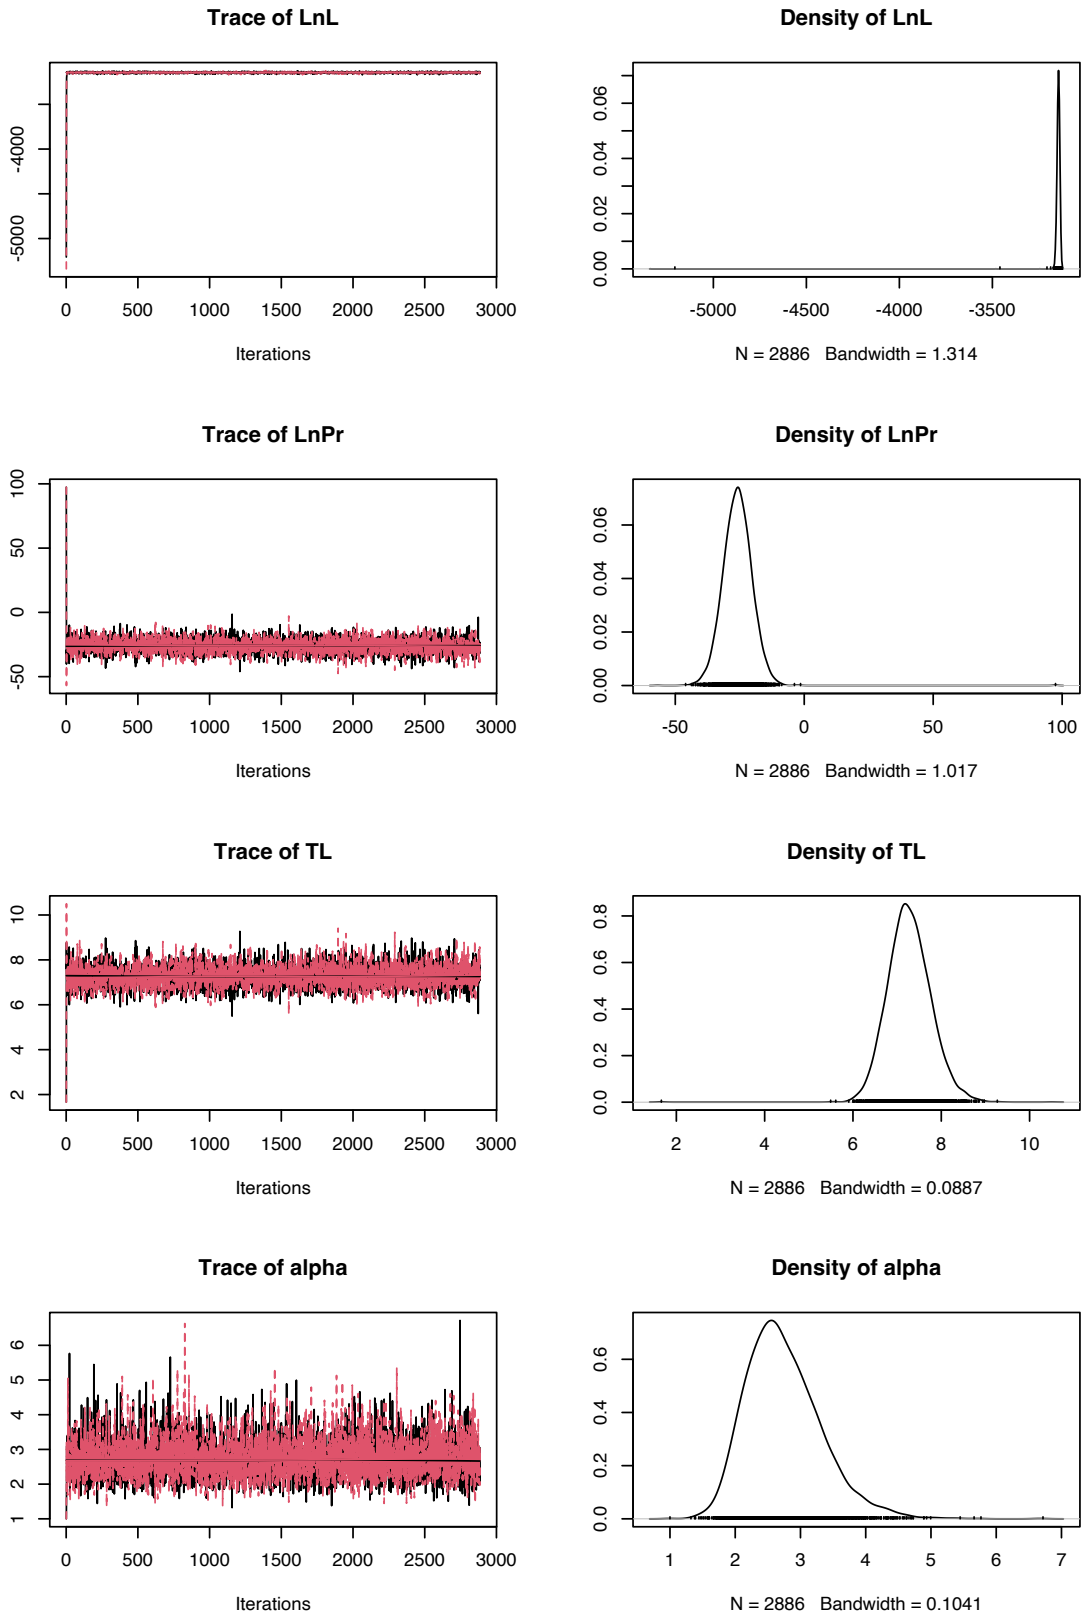 Trace of LnL
-5000 -4000
0 500 1000 1500 2000 2500 3000
Iterations
Density of LnL
0.00 0.02 0.04 0.06
-5000 -4500 -4000 -3500
N = 2886 Bandwidth = 1.314
Trace of LnPr
-50 0 50 100
0 500 1000 1500 2000 2500 3000
Iterations
Density of LnPr
0.00 0.02 0.04 0.06
-50 0 50 100
N = 2886 Bandwidth = 1.017
Trace of TL
2 4 6 8 10
0 500 1000 1500 2000 2500 3000
Iterations
Density of TL
0.0 0.2 0.4 0.6 0.8
2 4 6 8 10
N = 2886 Bandwidth = 0.0887
Trace of alpha
1 2 3 4 5 6
0 500 1000 1500 2000 2500 3000
Iterations
Density of alpha
0.0 0.2 0.4 0.6
1 2 3 4 5 6 7
N = 2886 Bandwidth = 0.1041